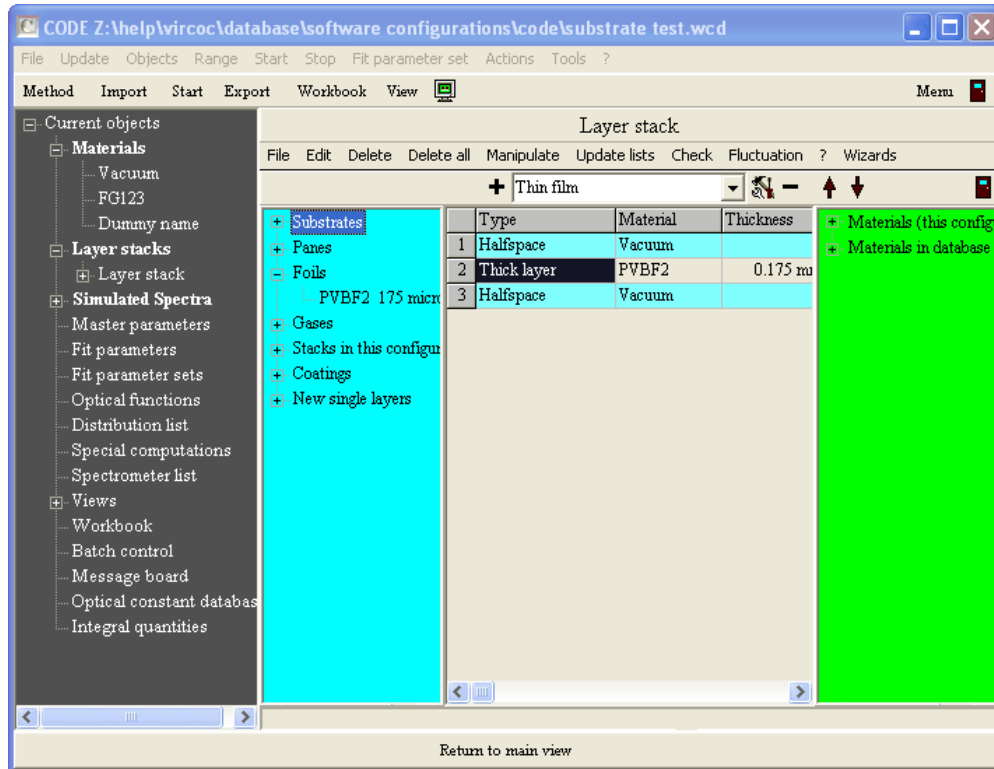 CODE Z:\help\vircoc\database\software configurations\code\substrate test.wcd
File Update Objects Range Start Stop Fit parameter set Actions Tools ?
Method Import Start Export Workbook View Menu
Current objects
Materials
Vacuum
FG123
Dummy name
Layer stacks
Layer stack
Simulated Spectra
Master parameters
Fit parameters
Fit parameter sets
Optical functions
Distribution list
Special computations
Spectrometer list
Views
Workbook
Batch control
Message board
Optical constant databas
Integral quantities
Layer stack
File Edit Delete Delete all Manipulate Update lists Check Fluctuation ? Wizards
Thin film
Substrates
Panes
Foils
PVBF2 175 micro
Gases
Stacks in this configur
Coatings
New single layers
Type Material Thickness
1 Halfspace Vacuum
2 Thick layer PVBF2 0.175 mm
3 Halfspace Vacuum
Materials (this config
Materials in database
Return to main view